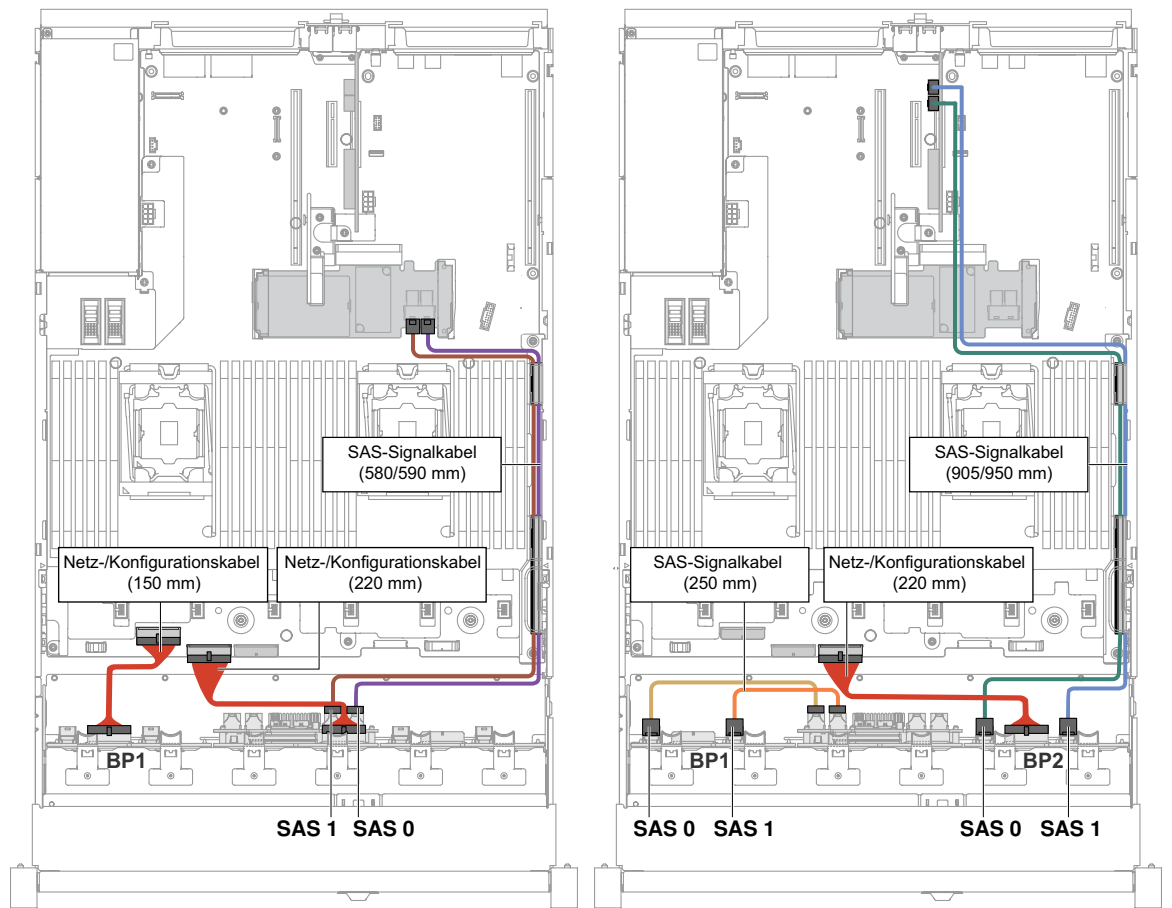 SAS-Signalkabel
(580/590 mm)
Netz-/Konfigurationskabel
(150 mm)
Netz-/Konfigurationskabel
(220 mm)
BP1
SAS 1
SAS 0
SAS-Signalkabel
(905/950 mm)
SAS-Signalkabel
(250 mm)
Netz-/Konfigurationskabel
(220 mm)
BP1
BP2
SAS 0
SAS 1
SAS 0
SAS 1